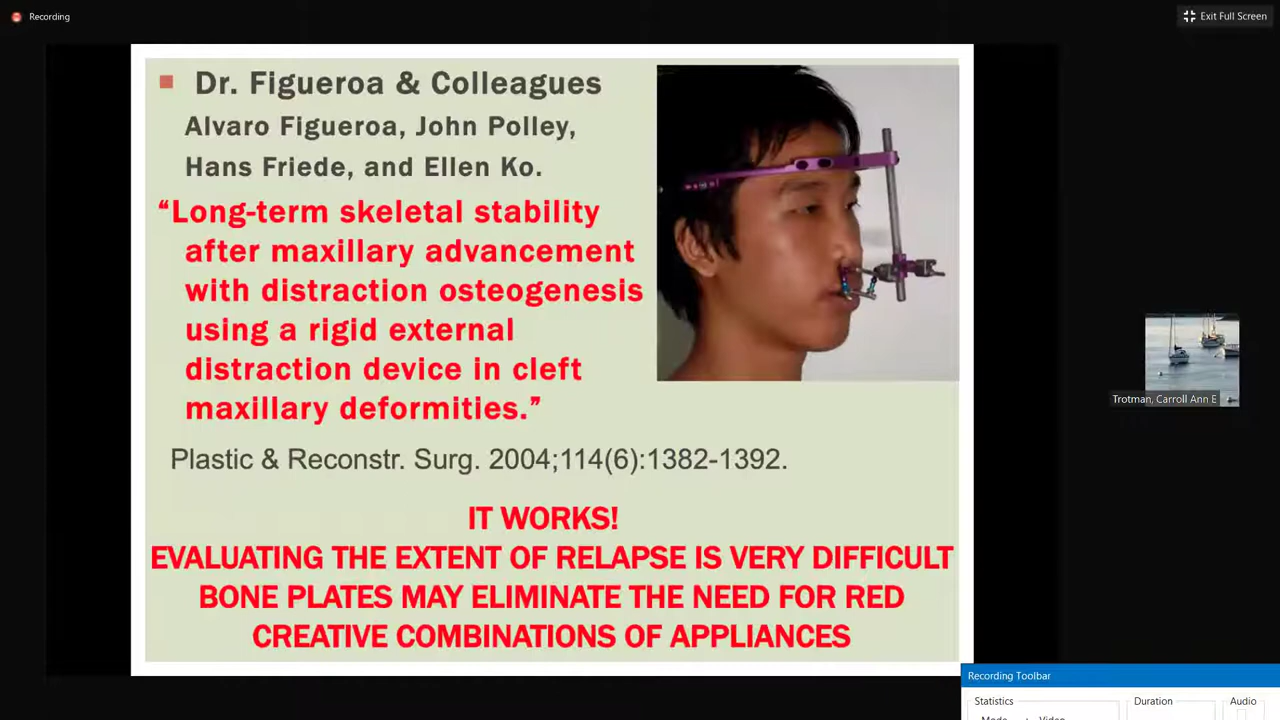 Recording
Exit Full Screen
Dr. Figueroa & Colleagues
Alvaro Figueroa, John Polley,
Hans Friede, and Ellen Ko.
“Long-term skeletal stability
after maxillary advancement
with distraction osteogenesis
using a rigid external
distraction device in cleft
maxillary deformities.”
Plastic & Reconstr. Surg. 2004;114(6):1382-1392.
IT WORKS!
EVALUATING THE EXTENT OF RELAPSE IS VERY DIFFICULT
BONE PLATES MAY ELIMINATE THE NEED FOR RED
CREATIVE COMBINATIONS OF APPLIANCES
Trotman, Carroll Ann E
Recording Toolbar
Statistics
Duration
Audio
Mode
Video